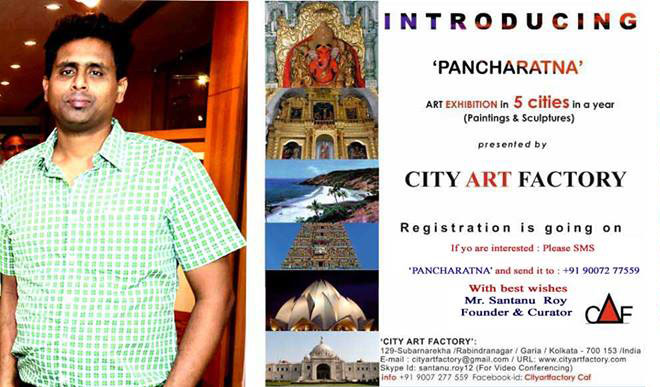 INTRODUCING
'PANCHARATNA'
ART EXHIBITION in 5 cities in a year
(Paintings & Sculptures)
presented by
CITY ART FACTORY
Registration is going on
If yo are interested : Please SMS
'PANCHARATNA' and send it to : +91 90072 77559
With best wishes
Mr. Santanu Roy
Founder & Curator
CAF
'CITY ART FACTORY':
129-Subarnarekha /Rabindranagar / Garia / Kolkata - 700 153 /India
E-mail : cityartfactory@gmail.com / URL: www.cityartfactory.com
Skype Id: santanu.roy12 (For Video Conferencing)
info +91 9007 277 559 Facebook-id: Cityartfactory Caf